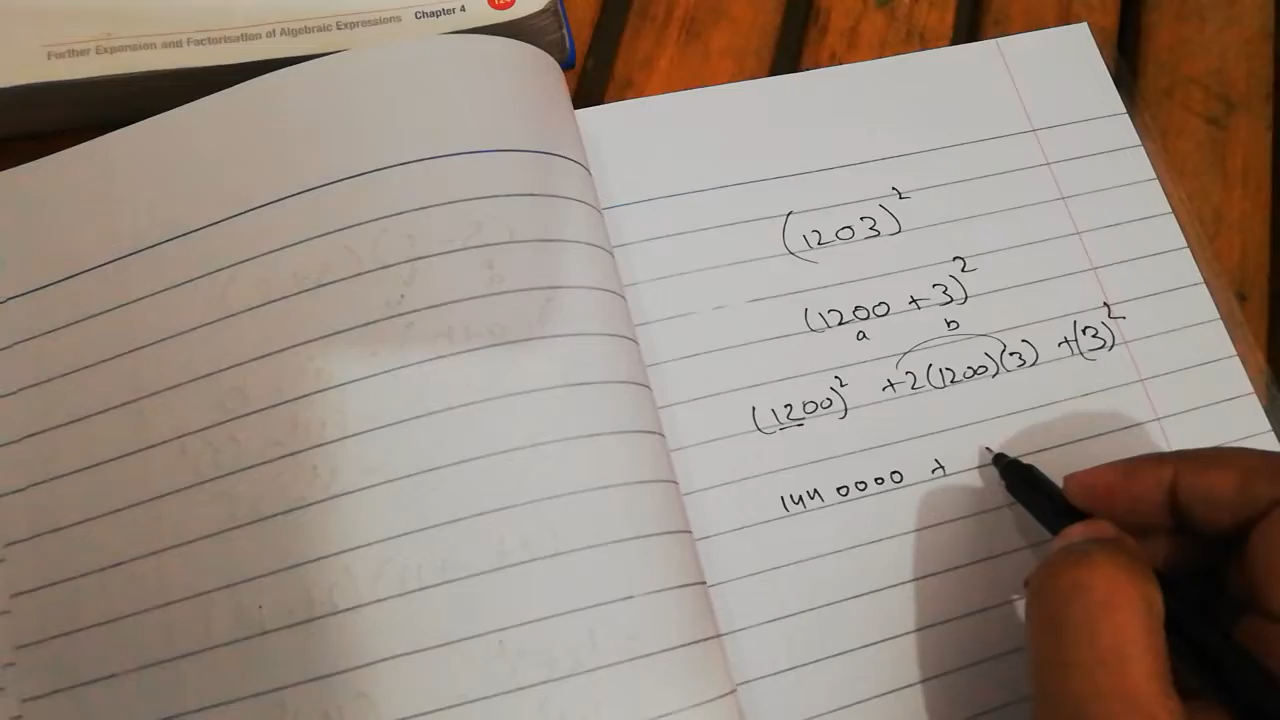 Further Expansion and Factorisation of Algebraic Expressions Chapter 4
(1203)²
(1200 + 3)²
a b
(1200)² +2(1200)(3) +(3)²
1440000 +